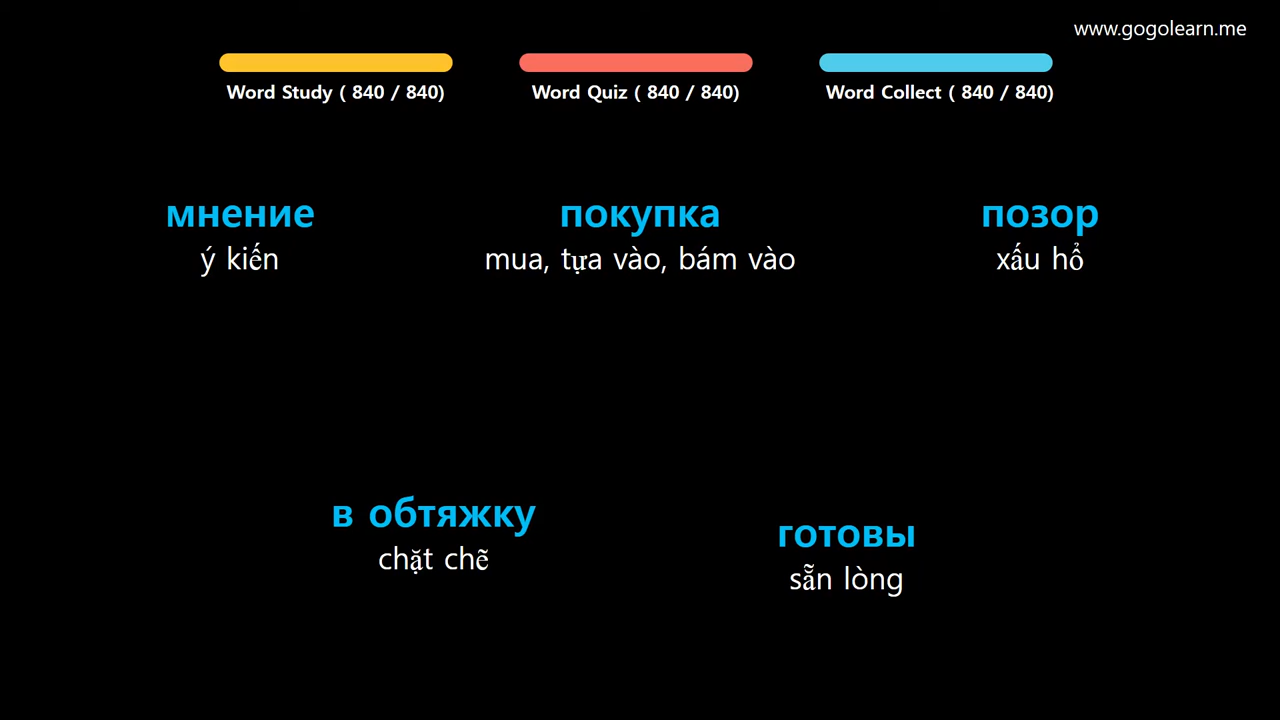 www.gogolearn.me
Word Study ( 840 / 840)
Word Quiz ( 840 / 840)
Word Collect ( 840 / 840)
мнение
ý kiến
покупка
mua, tựa vào, bám vào
позор
xấu hổ
в обтяжку
chặt chẽ
готовы
sẵn lòng